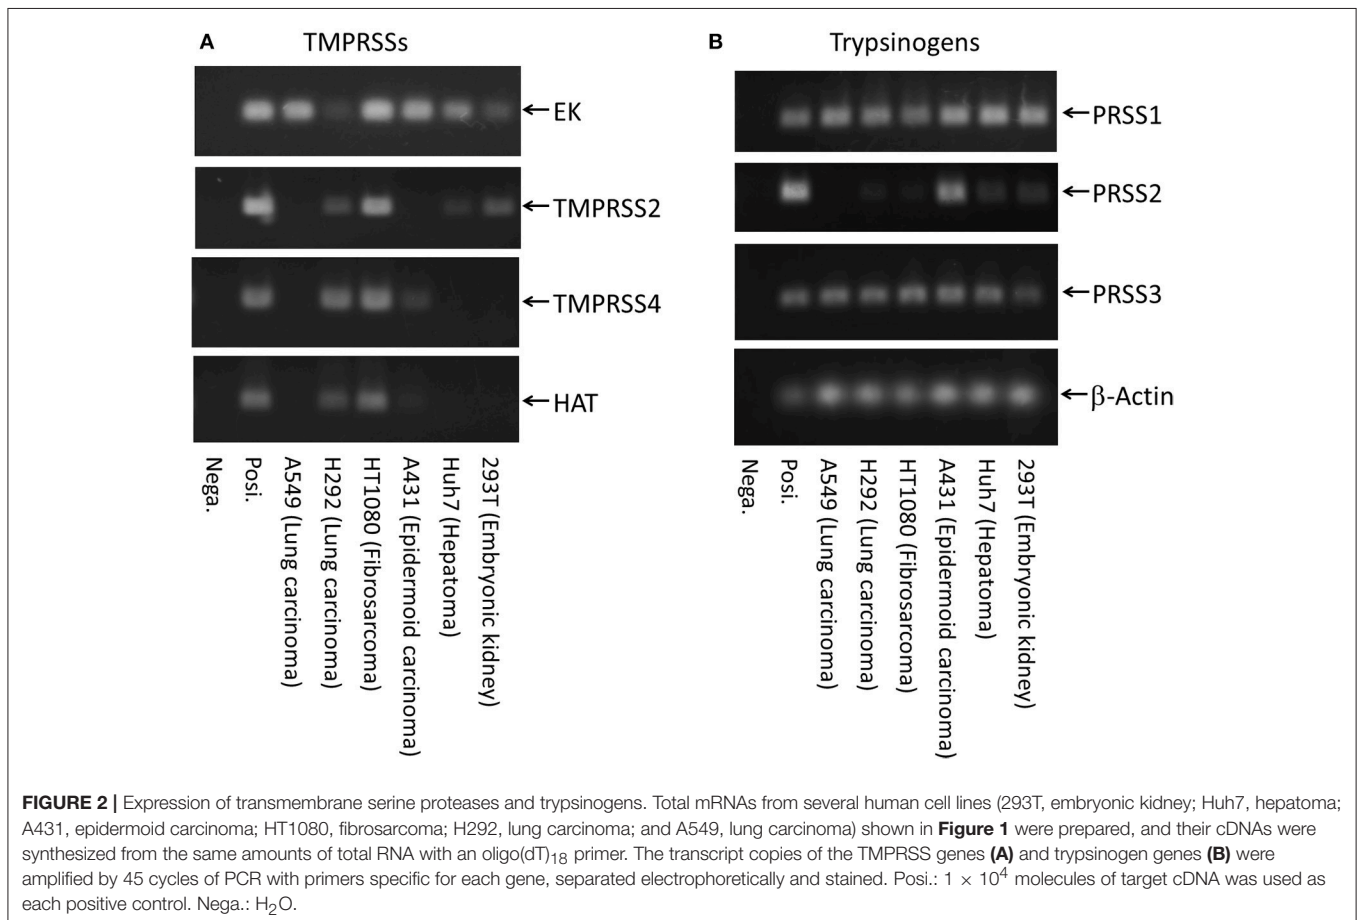 A
TMPRSSs
EK
TMPRSS2
TMPRSS4
HAT
Nega.
Posi.
A549 (Lung carcinoma)
H292 (Lung carcinoma)
HT1080 (Fibrosarcoma)
A431 (Epidermoid carcinoma)
Huh7 (Hepatoma)
293T (Embryonic kidney)
B
Trypsinogens
PRSS1
PRSS2
PRSS3
β-Actin
Nega.
Posi.
A549 (Lung carcinoma)
H292 (Lung carcinoma)
HT1080 (Fibrosarcoma)
A431 (Epidermoid carcinoma)
Huh7 (Hepatoma)
293T (Embryonic kidney)
FIGURE 2 | Expression of transmembrane serine proteases and trypsinogens. Total mRNAs from several human cell lines (293T, embryonic kidney; Huh7, hepatoma;
A431, epidermoid carcinoma; HT1080, fibrosarcoma; H292, lung carcinoma; and A549, lung carcinoma) shown in Figure 1 were prepared, and their cDNAs were
synthesized from the same amounts of total RNA with an oligo(dT)18 primer. The transcript copies of the TMPRSS genes (A) and trypsinogen genes (B) were
amplified by 45 cycles of PCR with primers specific for each gene, separated electrophoretically and stained. Posi.: 1 × 10⁴ molecules of target cDNA was used as
each positive control. Nega.: H₂O.